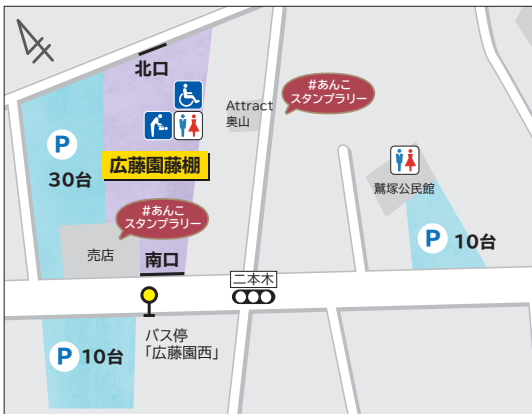 北口
Attract
奥山
#あんこ
スタンプラリー
P
30台
広藤園藤棚
#あんこ
スタンプラリー
鷲塚公民館
P 10台
売店
南口
二本木
バス停
「広藤園西」
P 10台